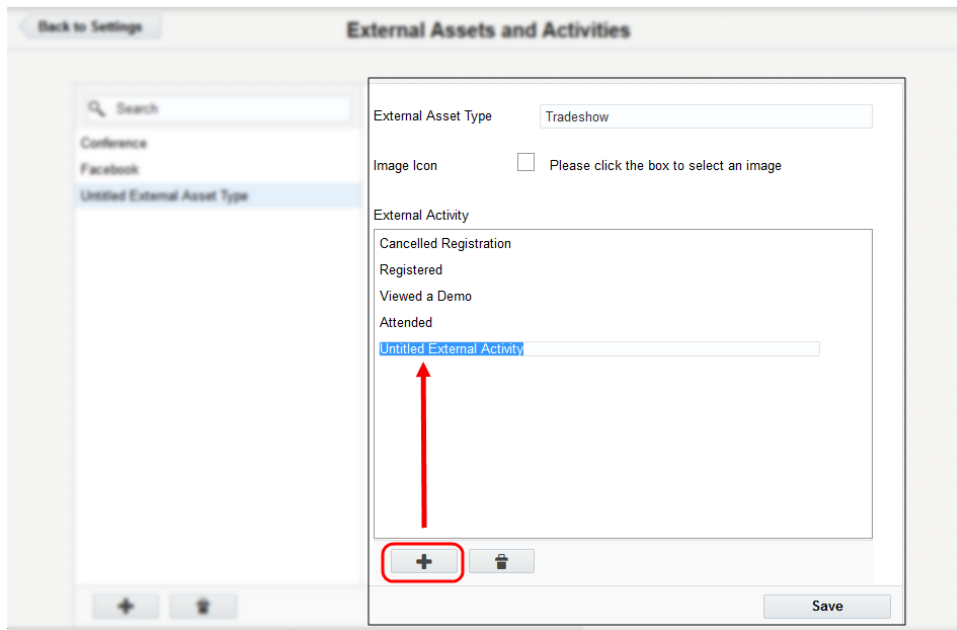 Back to Settings
External Assets and Activities
Search
Conference
Facebook
Untitled External Asset Type
External Asset Type
Tradeshow
Image Icon
Please click the box to select an image
External Activity
Cancelled Registration
Registered
Viewed a Demo
Attended
Untitled External Activity
Save